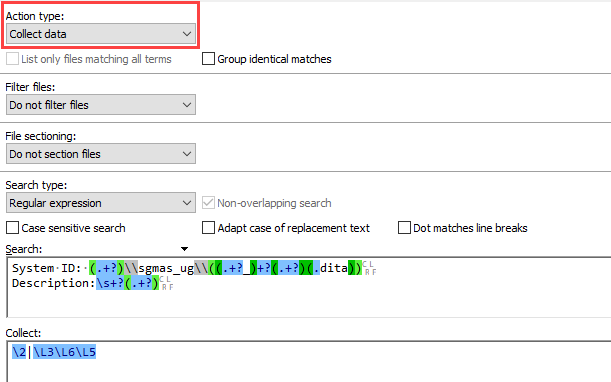 Action type:
Collect data
List only files matching all terms Group identical matches
Filter files:
Do not filter files
File sectioning:
Do not section files
Search type:
Regular expression Non-overlapping search
Case sensitive search Adapt case of replacement text Dot matches line breaks
Search:
System·ID:·(.+?)\\sgmas_ug\\((.+?_)+?(.+?)(.dita))CRLF
Description:\s+?(.+?)CRLF
Collect:
\2|\L3\L6\L5